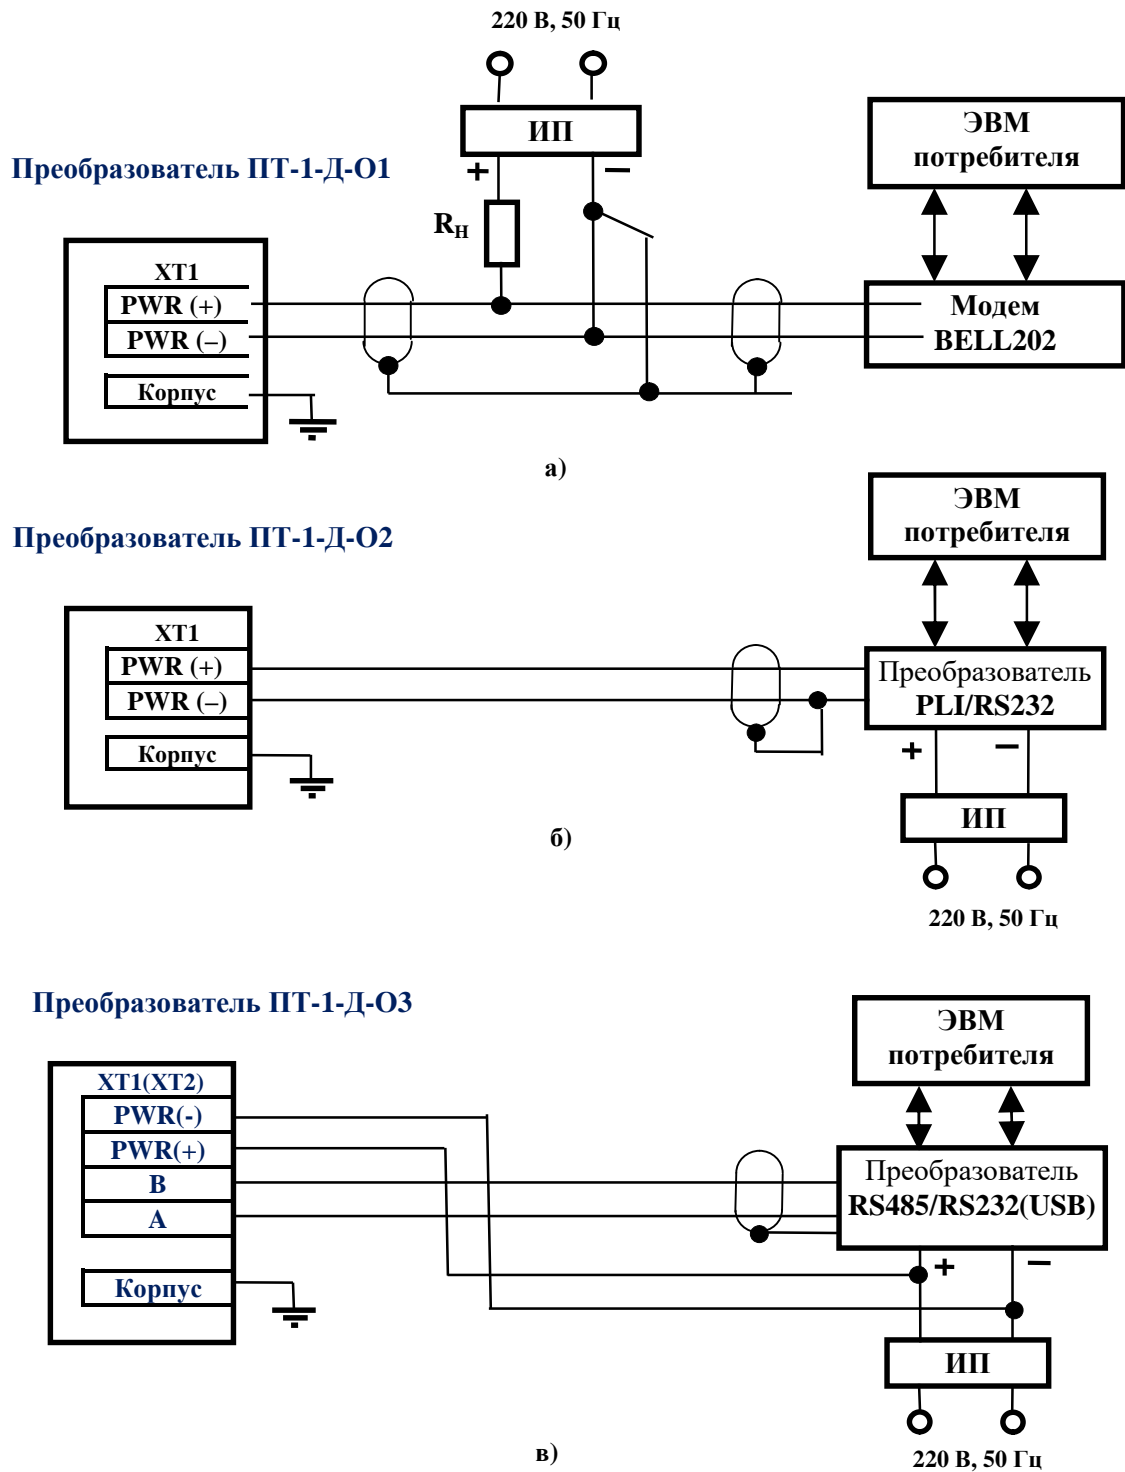 220 В, 50 Гц
ИП
+ –
Преобразователь ПТ-1-Д-О1
RН
ЭВМ
потребителя
XT1
PWR (+)
PWR (–)
Корпус
Модем
BELL202
а)
Преобразователь ПТ-1-Д-О2
ЭВМ
потребителя
XT1
PWR (+)
PWR (–)
Корпус
Преобразователь
PLI/RS232
+ –
ИП
220 В, 50 Гц
б)
Преобразователь ПТ-1-Д-О3
ЭВМ
потребителя
XT1(XT2)
PWR(-)
PWR(+)
B
A
Корпус
Преобразователь
RS485/RS232(USB)
+ –
ИП
220 В, 50 Гц
в)